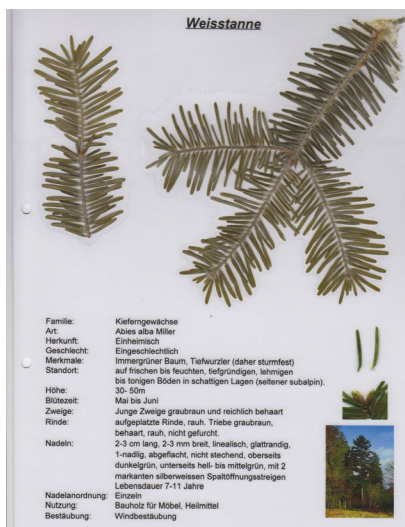 Weisstanne
Familie: Kieferngewächse
Art: Abies alba Miller
Herkunft: Einheimisch
Geschlecht: Eingeschlechtlich
Merkmale: Immergrüner Baum, Tiefwurzler (daher sturmfest)
Standort: auf frischen bis feuchten, tiefgründigen, lehmigen
bis tonigen Böden in schattigen Lagen (seltener subalpin).
Höhe: 30- 50m
Blütezeit: Mai bis Juni
Zweige: Junge Zweige graubraun und reichlich behaart
Rinde: aufgeplatzte Rinde, rauh. Triebe graubraun,
behaart, rauh, nicht gefurcht.
Nadeln: 2-3 cm lang, 2-3 mm breit, linealisch, glattrandig,
1-nadlig, abgeflacht, nicht stechend, oberseits
dunkelgrün, unterseits hell- bis mittelgrün, mit 2
markanten silberweissen Spaltöffnungsstreigen
Lebensdauer 7-11 Jahre
Nadelanordnung: Einzeln
Nutzung: Bauholz für Möbel, Heilmittel
Bestäubung: Windbestäubung